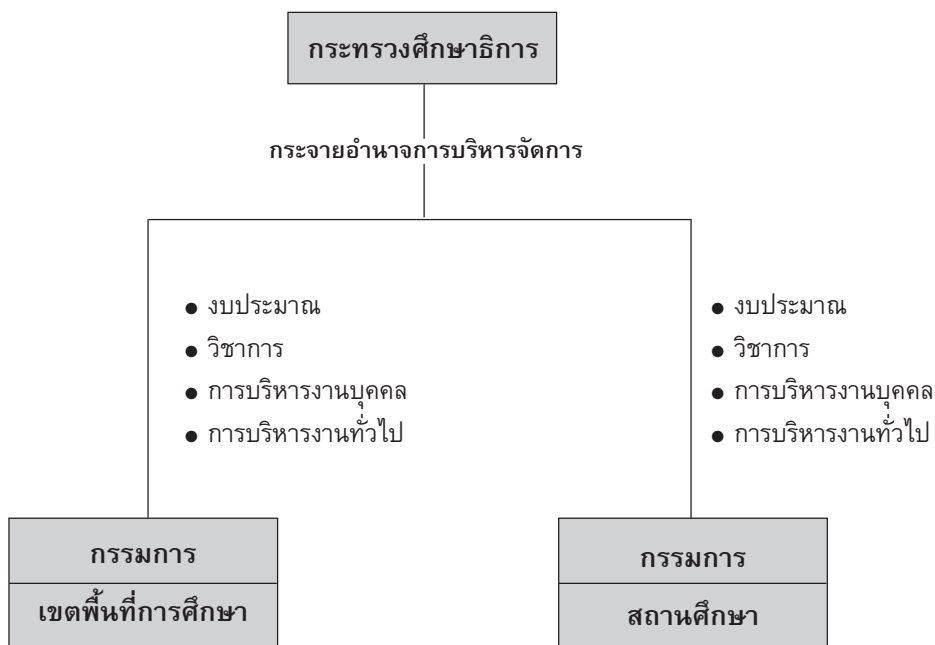 กระทรวงศึกษาธิการ
กระจายอำนาจการบริหารจัดการ
● งบประมาณ
● วิชาการ
● การบริหารงานบุคคล
● การบริหารงานทั่วไป
● งบประมาณ
● วิชาการ
● การบริหารงานบุคคล
● การบริหารงานทั่วไป
กรรมการ
เขตพื้นที่การศึกษา
กรรมการ
สถานศึกษา